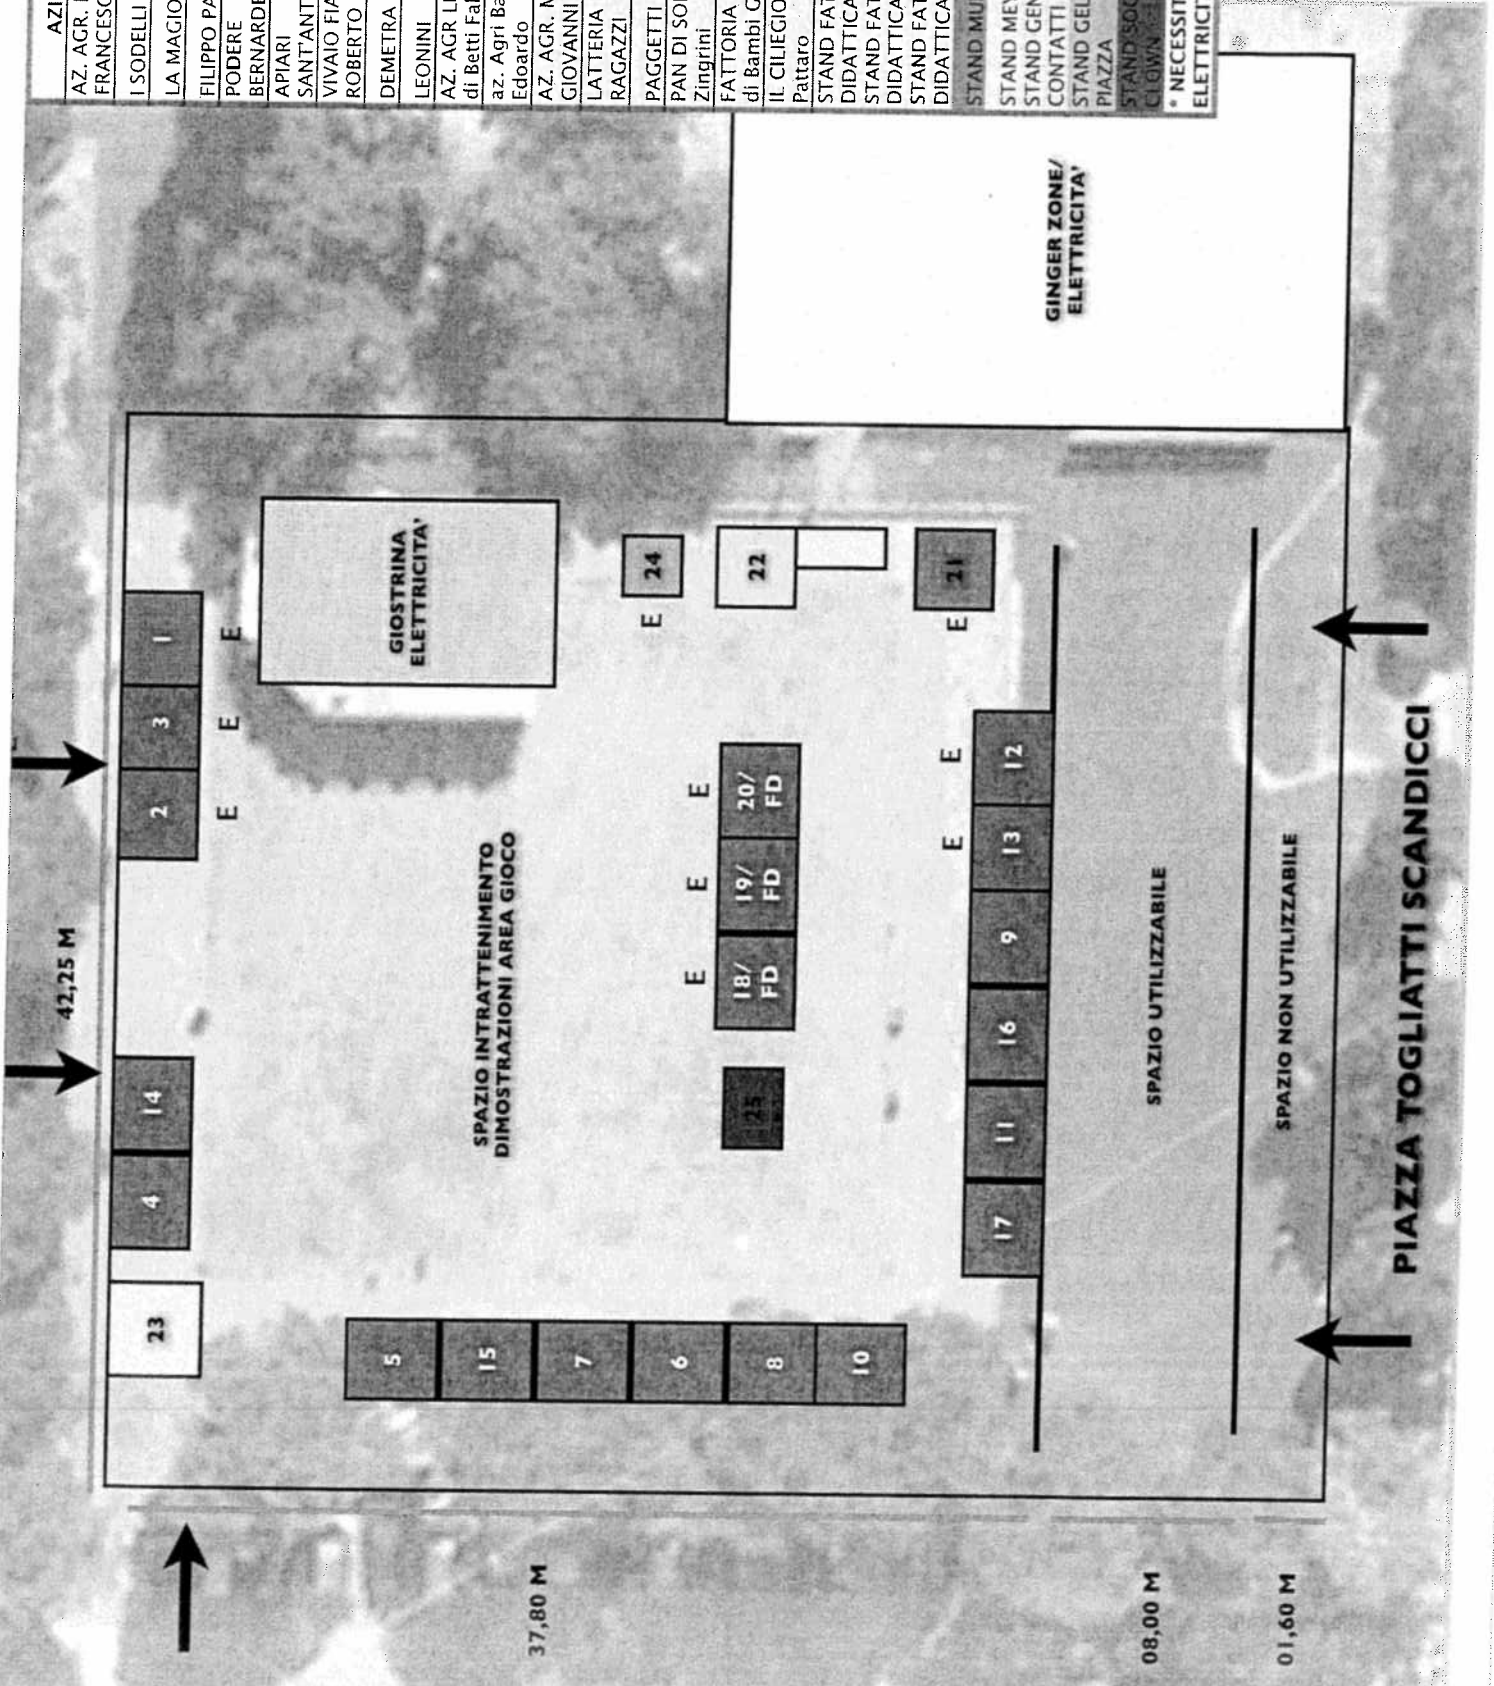 AZI
AZ. AGR.
FRANCESC
I SODELLI
LA MAGIO
FILIPPO PA
PODERE
BERNARDE
APIARI
SANT'ANT
VIVAIO FIA
ROBERTO
DEMETRA
LEONINI
AZ. AGR LE
di Betti Fab
az. Agri Ba
Edoardo
AZ. AGR. M
GIOVANNI
LATTERIA
RAGAZZI
PAGGETTI
PAN DI SOR
Zingrini
FATTORIA
di Bambi G
IL CILIEGIO
Pattaro
STAND FAT
DIDATTICA
STAND FAT
DIDATTICA
STAND FAT
DIDATTICA
STAND MU
STAND MEY
STAND GEN
CONTATTI
STAND GEL
PIAZZA
STAND SOC
CLOWN
* NECESSIT
ELETTRICI
42,25 M
23
4
14
2
3
1
E
E
E
GIOSTRINA
ELETTRICITA'
SPAZIO INTRATTENIMENTO
DIMOSTRAZIONI AREA GIOCO
5
15
7
6
8
10
E
24
22
E
21
E
E
E
25
18/
FD
19/
FD
20/
FD
E
E
17
11
16
9
13
12
GINGER ZONE/
ELETTRICITA'
SPAZIO UTILIZZABILE
SPAZIO NON UTILIZZABILE
37,80 M
08,00 M
01,60 M
PIAZZA TOGLIATTI SCANDICCI